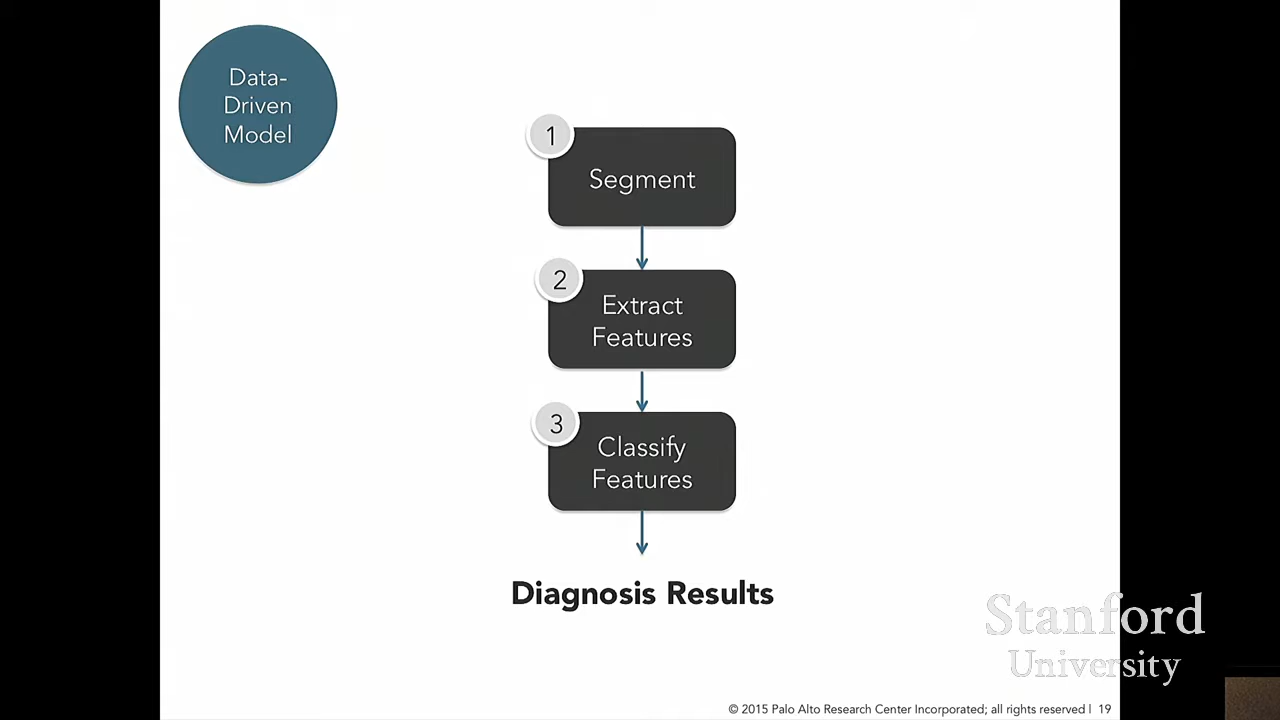 Data-
Driven
Model
1
Segment
2
Extract
Features
3
Classify
Features
Diagnosis Results
Stanford
University
© 2015 Palo Alto Research Center Incorporated; all rights reserved | 19